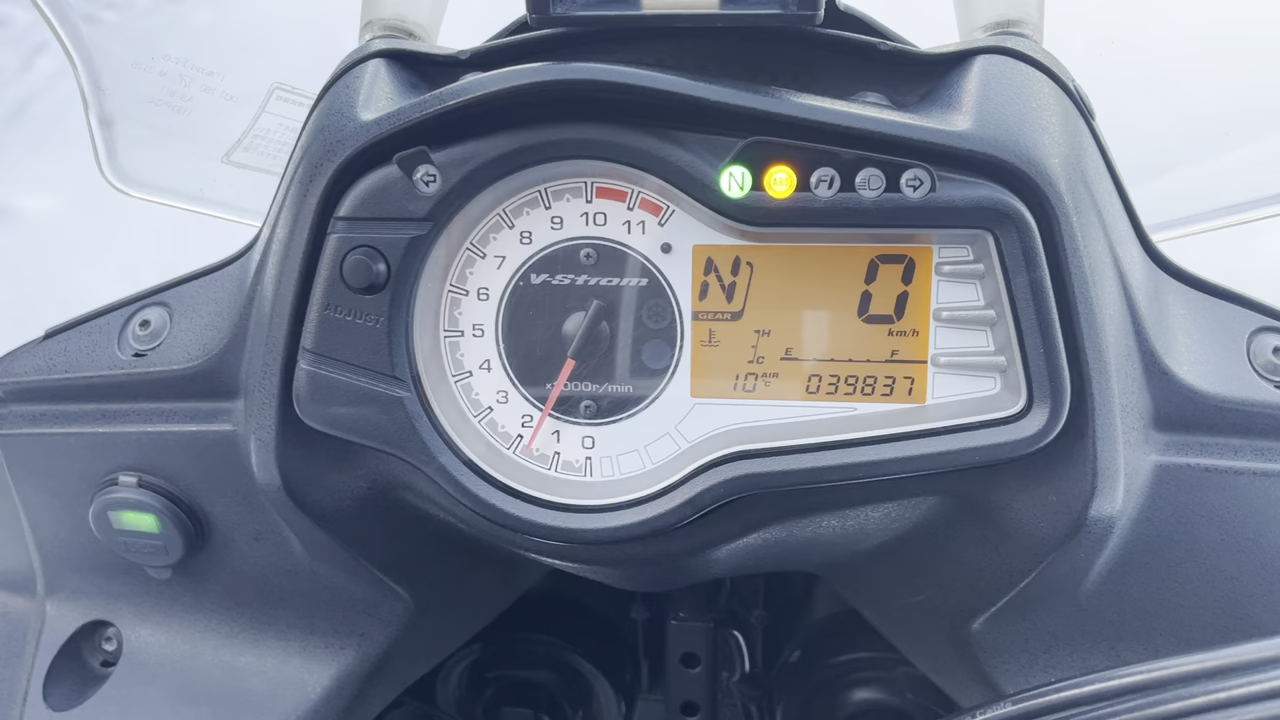 N ABS FI
8 9 10 11
7
6
5
4
3
2
1 0
V-Strom
x1000r/min
ADJUST
N
GEAR
0
km/h
H
C
E F
10 AIR °C 039837
Cable